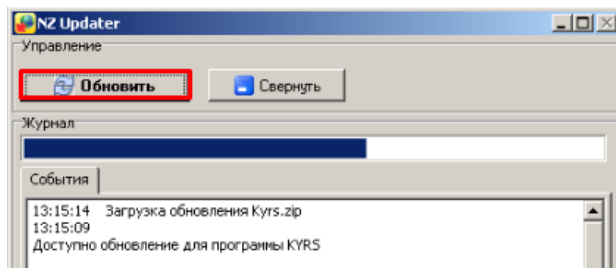 NZ Updater
Управление
Обновить
Свернуть
Журнал
События
13:15:14 Загрузка обновления Kyrs.zip
13:15:09
Доступно обновление для программы KYRS